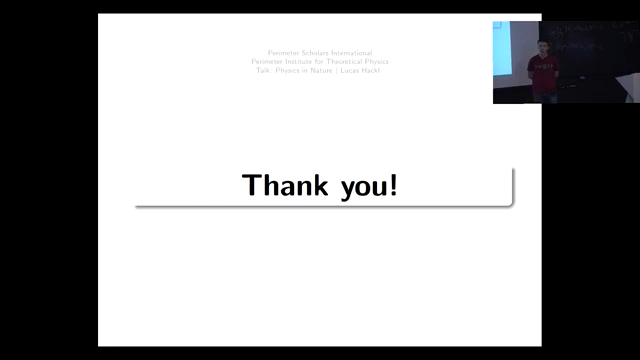 Perimeter Scholars International
Perimeter Institute for Theoretical Physics
Talk: Physics in Nature | Lucas Hackl
Thank you!